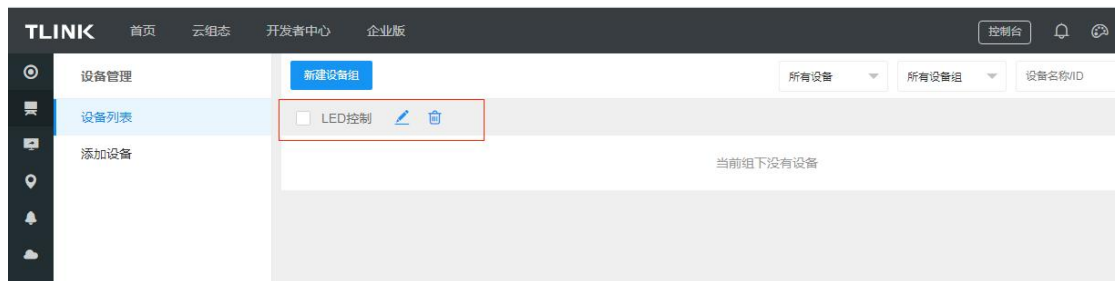 TLINK 首页 云组态 开发者中心 企业版 控制台
设备管理 新建设备组 所有设备 所有设备组 设备名称/ID
设备列表 LED控制
添加设备 当前组下没有设备